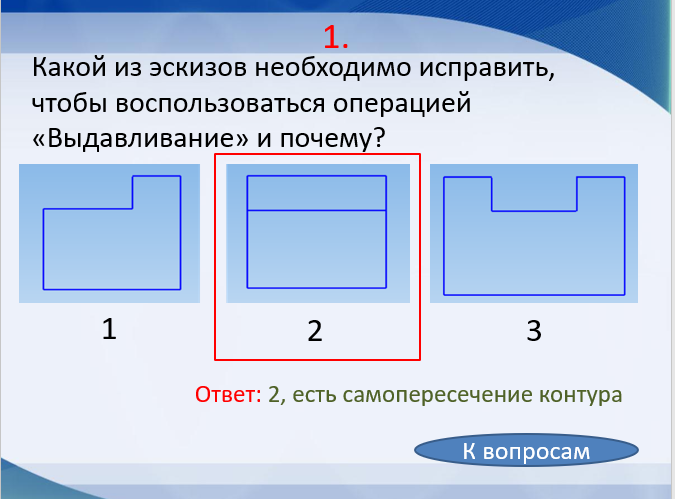 1.
Какой из эскизов необходимо исправить,
чтобы воспользоваться операцией
«Выдавливание» и почему?
1
2
3
Ответ: 2, есть самопересечение контура
К вопросам